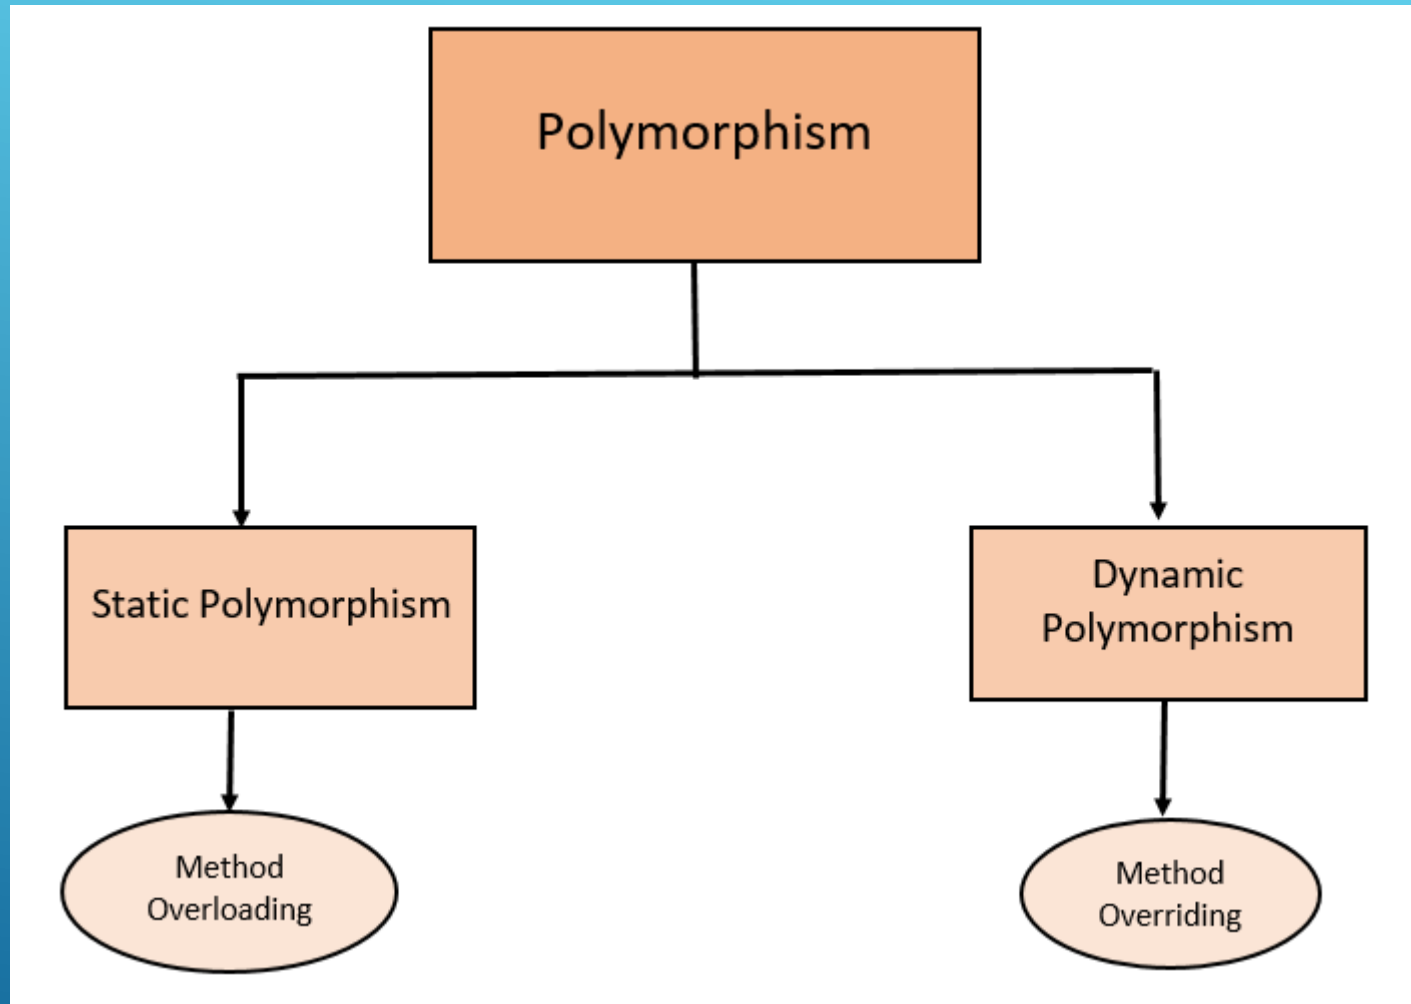 Polymorphism
Static Polymorphism
Dynamic
Polymorphism
Method
Overloading
Method
Overriding